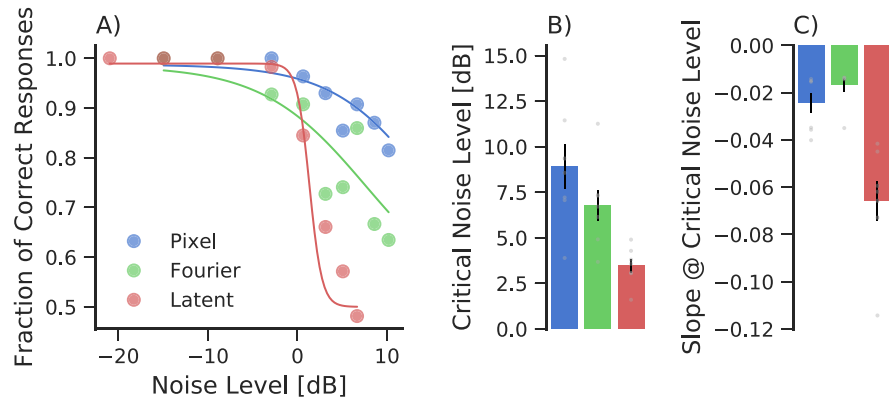 A)
Fraction of Correct Responses
1.0
0.9
0.8
0.7
0.6
0.5
Pixel
Fourier
Latent
−20
−10
0
10
Noise Level [dB]
B)
Critical Noise Level [dB]
15.0
12.5
10.0
7.5
5.0
2.5
0.0
C)
Slope @ Critical Noise Level
0.00
−0.02
−0.04
−0.06
−0.08
−0.10
−0.12